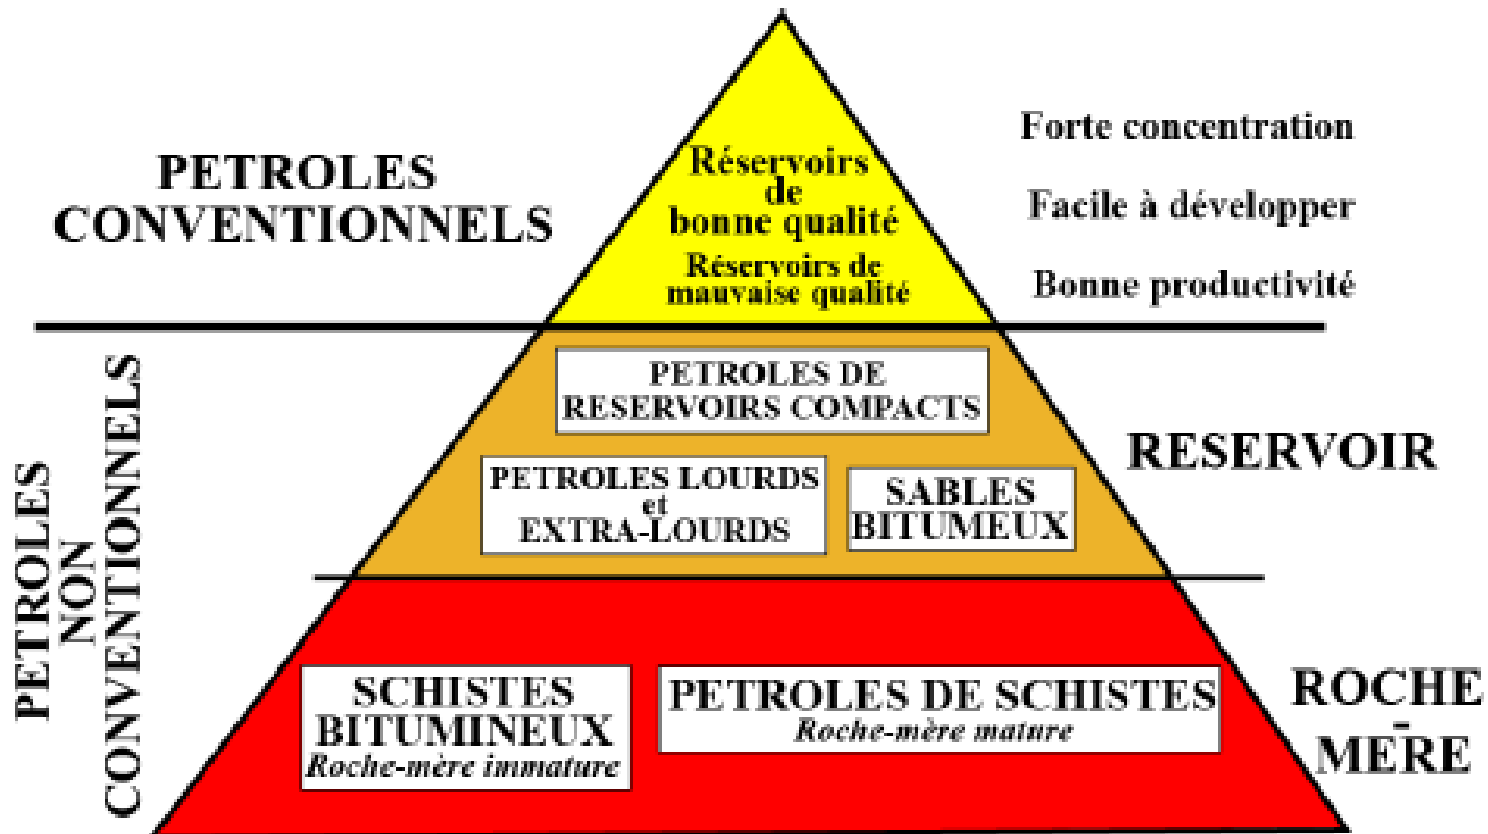 PETROLES
CONVENTIONNELS
Réservoirs
de
bonne qualité
Réservoirs de
mauvaise qualité
Forte concentration
Facile à développer
Bonne productivité
PETROLES
NON
CONVENTIONNELS
PETROLES DE
RESERVOIRS COMPACTS
PETROLES LOURDS
et
EXTRA-LOURDS
SABLES
BITUMEUX
RESERVOIR
SCHISTES
BITUMINEUX
Roche-mère immature
PETROLES DE SCHISTES
Roche-mère mature
ROCHE
-
MERE